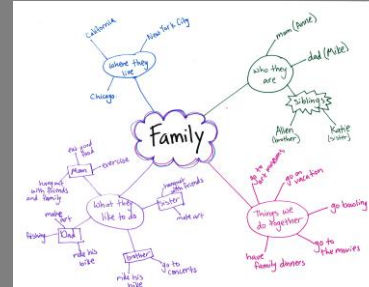 California
New York City
where they
live
Chicago
mom (Anne)
dad (Mike)
who they
are
siblings
Allen
(brother)
Katie
(sister)
Family
eat good
food
exercise
Mom
hang out
with friends
and family
make
art
fishing
Dad
ride his
bike
What they
like to do
hang out
with friends
sister
make art
brother
go to
concerts
ride his
bike
go to
art museums
go on
vacation
go bowling
Things we
do together
go to
the movies
have
family dinners